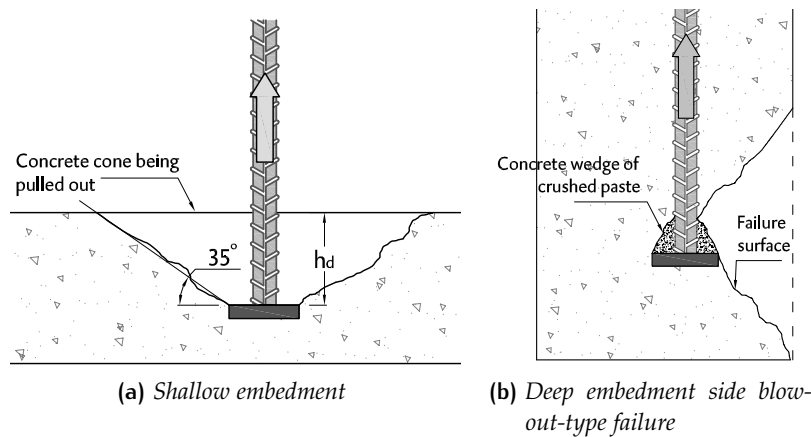 Concrete cone being
pulled out
35°
hd
(a) Shallow embedment
Concrete wedge of
crushed paste
Failure
surface
(b) Deep embedment side blow-
out-type failure